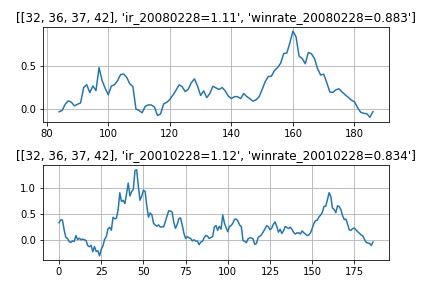 [[32, 36, 37, 42], 'ir_20080228=1.11', 'winrate_20080228=0.883']
0.5
0.0
80 100 120 140 160 180
[[32, 36, 37, 42], 'ir_20010228=1.12', 'winrate_20010228=0.834']
1.0
0.5
0.0
0 25 50 75 100 125 150 175